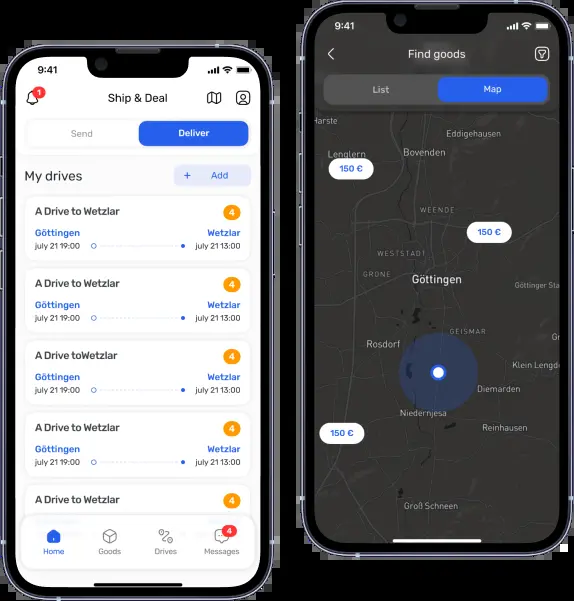 9:41
1
Ship & Deal
Send
Deliver
My drives
+ Add
A Drive to Wetzlar
4
Göttingen
Wetzlar
july 21 19:00
july 21 13:00
A Drive to Wetzlar
4
Göttingen
Wetzlar
july 21 19:00
july 21 13:00
A Drive toWetzlar
4
Göttingen
Wetzlar
july 21 19:00
july 21 13:00
A Drive to Wetzlar
4
Göttingen
Wetzlar
july 21 19:00
july 21 13:00
A Drive to Wetzlar
4
Home
Goods
Drives
4
Messages
9:41
Find goods
List
Map
Harste
Eddigehausen
Lenglern
Bovenden
150 €
WEENDE
150 €
WESTSTADT
GRONE
Göttingen
Göttinger Sta
GEISMAR
Rosdorf
Klein Lengd
Diemarden
Niedernjesa
Reinhausen
150 €
Groß Schneen